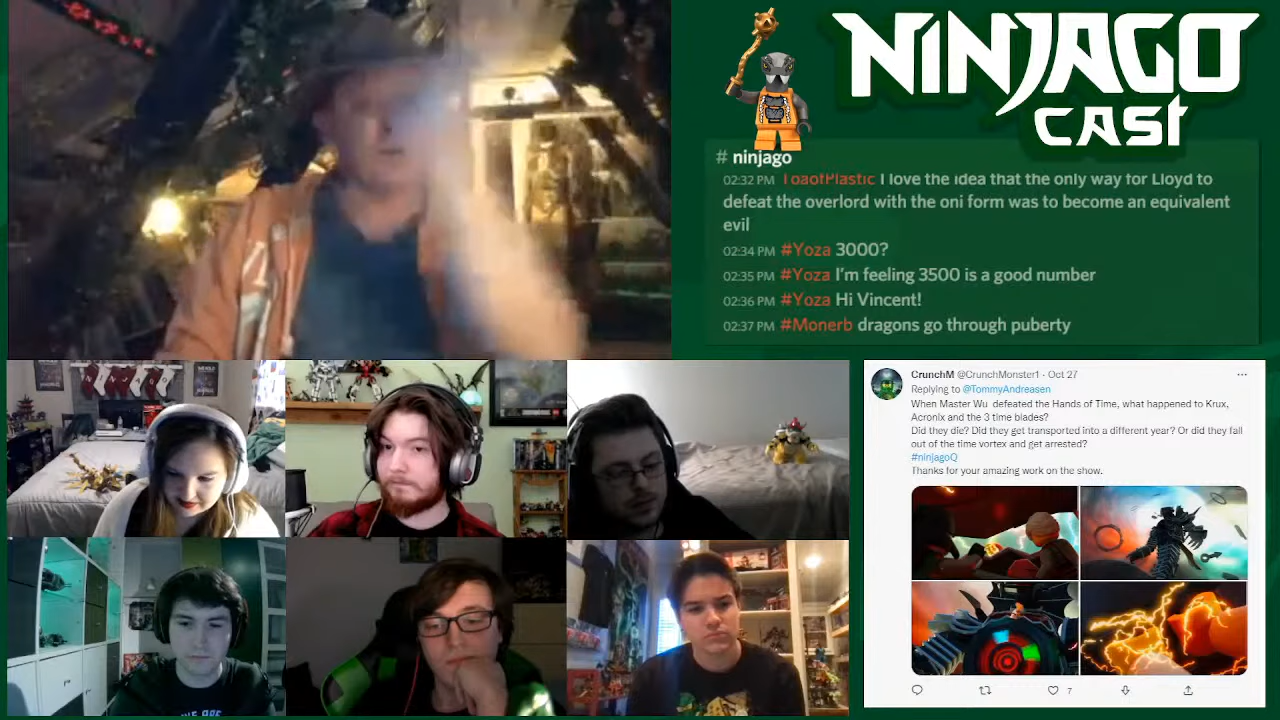 NINJAGO
CAST
# ninjago
02:32 PM ToaofPlastic I love the idea that the only way for Lloyd to
defeat the overlord with the oni form was to become an equivalent
evil
02:34 PM #Yoza 3000?
02:35 PM #Yoza I'm feeling 3500 is a good number
02:36 PM #Yoza Hi Vincent!
02:37 PM #Monerb dragons go through puberty
CrunchM @CrunchMonster1 · Oct 27
Replying to @TommyAndreasen
When Master Wu defeated the Hands of Time, what happened to Krux,
Acronix and the 3 time blades?
Did they die? Did they get transported into a different year? Or did they fall
out of the time vortex and get arrested?
#ninjagoQ
Thanks for your amazing work on the show.
7
WE ARE